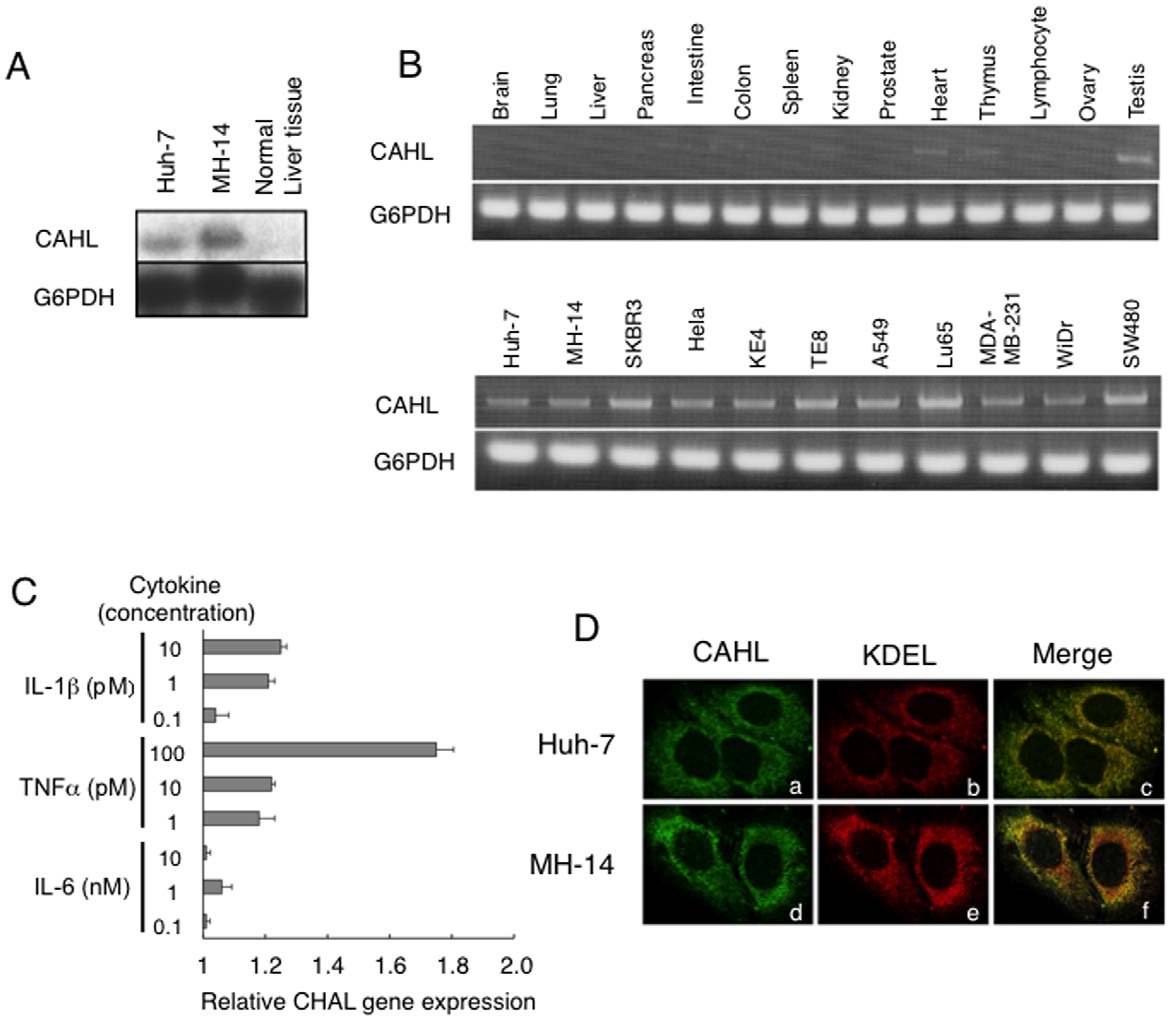 A
Huh-7
MH-14
Normal
Liver tissue
CAHL
G6PDH
B
Brain
Lung
Liver
Pancreas
Intestine
Colon
Spleen
Kidney
Prostate
Heart
Thymus
Lymphocyte
Ovary
Testis
CAHL
G6PDH
Huh-7
MH-14
SKBR3
Hela
KE4
TE8
A549
Lu65
MDA-
MB-231
WiDr
SW480
CAHL
G6PDH
C
Cytokine
(concentration)
IL-1β (pM)
10
1
0.1
TNFα (pM)
100
10
1
IL-6 (nM)
10
1
0.1
1 1.2 1.4 1.6 1.8 2.0
Relative CHAL gene expression
D
CAHL KDEL Merge
Huh-7
a b c
MH-14
d e f